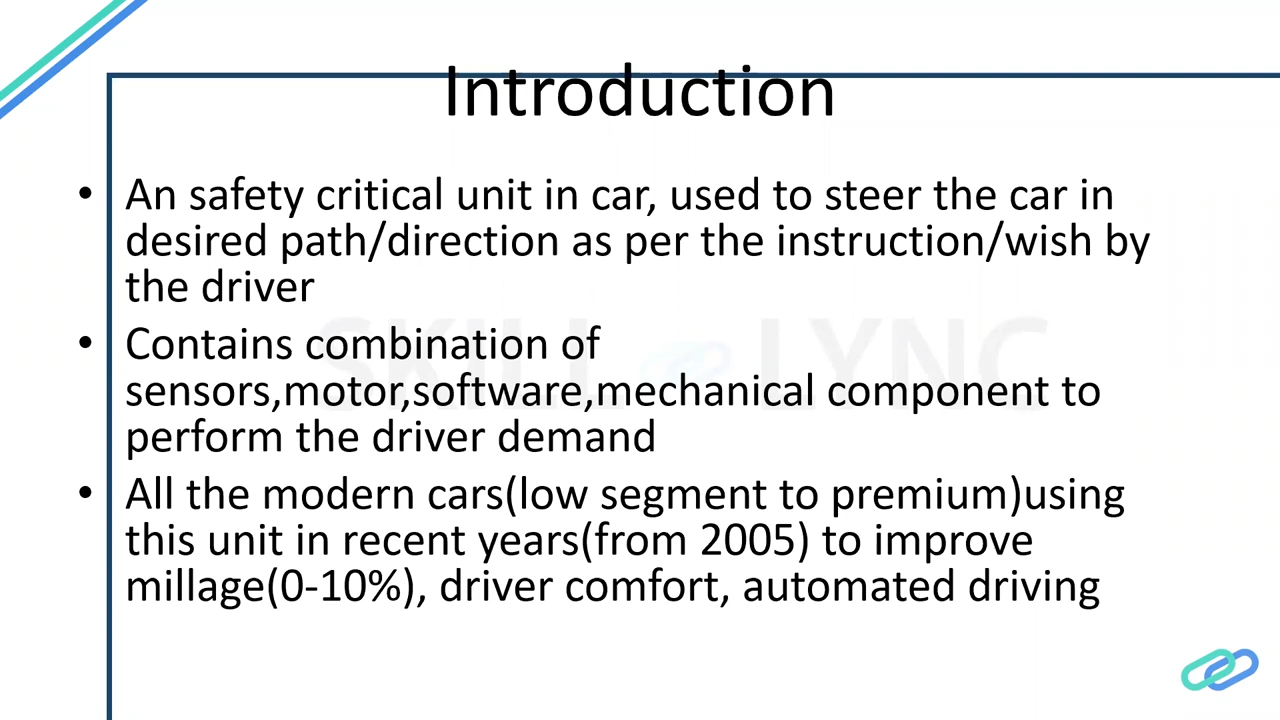 Introduction
• An safety critical unit in car, used to steer the car in
desired path/direction as per the instruction/wish by
the driver
• Contains combination of
sensors,motor,software,mechanical component to
perform the driver demand
• All the modern cars(low segment to premium)using
this unit in recent years(from 2005) to improve
millage(0-10%), driver comfort, automated driving
SKILL LYNC